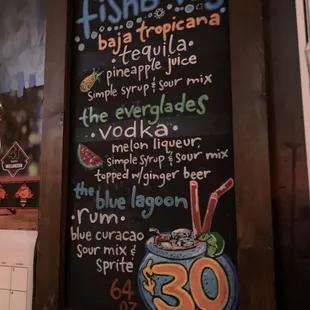 fishbowls
baja tropicana
tequila
pineapple juice
simple syrup & sour mix
the everglades
• vodka •
melon liqueur
simple syrup & sour mix
topped w/ginger beer
the blue lagoon
• rum •
blue curacao
sour mix &
Sprite
64
oz
$30